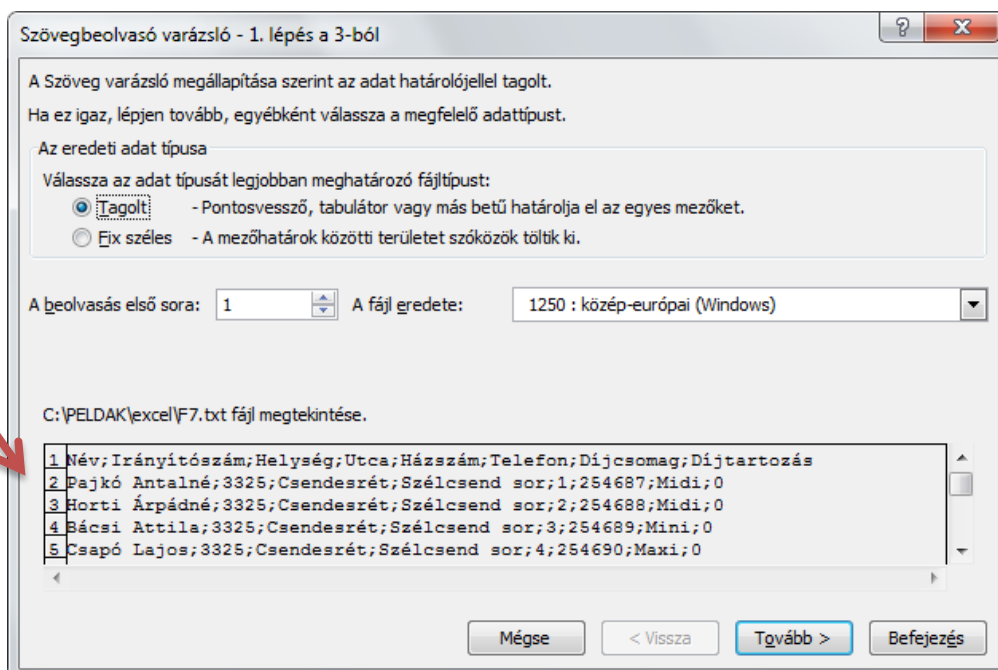 Szövegbeolvasó varázsló - 1. lépés a 3-ból
A Szöveg varázsló megállapítása szerint az adat határolójellel tagolt.
Ha ez igaz, lépjen tovább, egyébként válassza a megfelelő adattípust.
Az eredeti adat típusa
Válassza az adat típusát legjobban meghatározó fájltípust:
Tagolt - Pontosvessző, tabulátor vagy más betű határolja el az egyes mezőket.
Fix széles - A mezőhatárok közötti területet szóközök töltik ki.
A beolvasás első sora: 1 A fájl eredete: 1250 : közép-európai (Windows)
C:\PELDAK\excel\F7.txt fájl megtekintése.
1 Név;Irányítószám;Helység;Utca;Házszám;Telefon;Díjcsomag;Díjtartozás
2 Pajkó Antalné;3325;Csendesrét;Szélcsend sor;1;254687;Midi;0
3 Horti Árpádné;3325;Csendesrét;Szélcsend sor;2;254688;Midi;0
4 Bácsi Attila;3325;Csendesrét;Szélcsend sor;3;254689;Mini;0
5 Csapó Lajos;3325;Csendesrét;Szélcsend sor;4;254690;Maxi;0
Mégse < Vissza Tovább > Befejezés